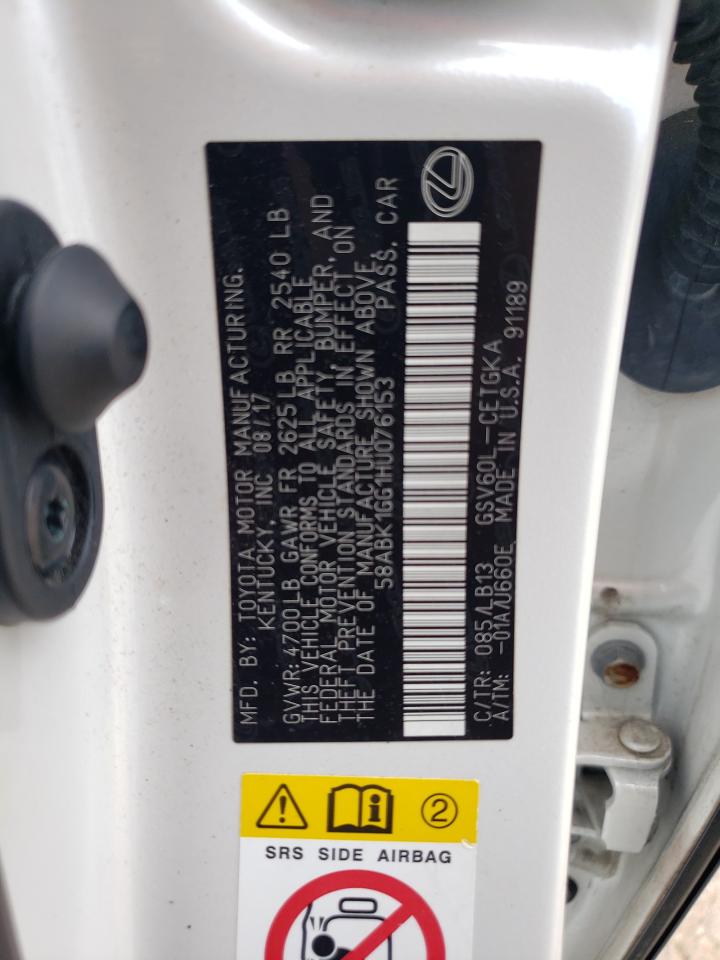 MFD. BY: TOYOTA MOTOR MANUFACTURING.
KENTUCKY, INC 08/17
GVWR: 4700LB GAWR FR 2625LB RR 2540 LB
THIS VEHICLE CONFORMS TO ALL APPLICABLE
FEDERAL MOTOR VEHICLE SAFETY, BUMPER, AND
THEFT PREVENTION STANDARDS IN EFFECT ON
THE DATE OF MANUFACTURE SHOWN ABOVE.
58ABK1GG1HU076153 PASS. CAR
C/TR: 085/LB13 GSV60L-CETGKA
A/TM: -01A/U660E MADE IN U.S.A. 91189
2
SRS SIDE AIRBAG